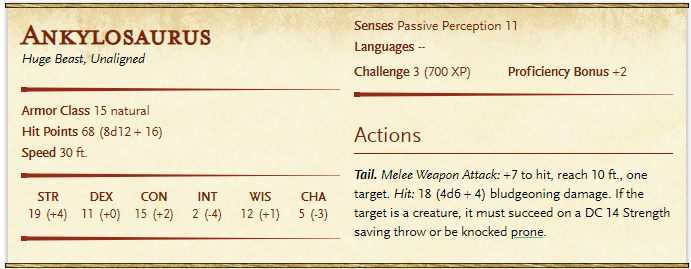 Ankylosaurus
Huge Beast, Unaligned
Armor Class 15 natural
Hit Points 68 (8d12 + 16)
Speed 30 ft.
STR DEX CON INT WIS CHA
19 (+4) 11 (+0) 15 (+2) 2 (-4) 12 (+1) 5 (-3)
Senses Passive Perception 11
Languages --
Challenge 3 (700 XP) Proficiency Bonus +2
Actions
Tail. Melee Weapon Attack: +7 to hit, reach 10 ft., one
target. Hit: 18 (4d6 + 4) bludgeoning damage. If the
target is a creature, it must succeed on a DC 14 Strength
saving throw or be knocked prone.